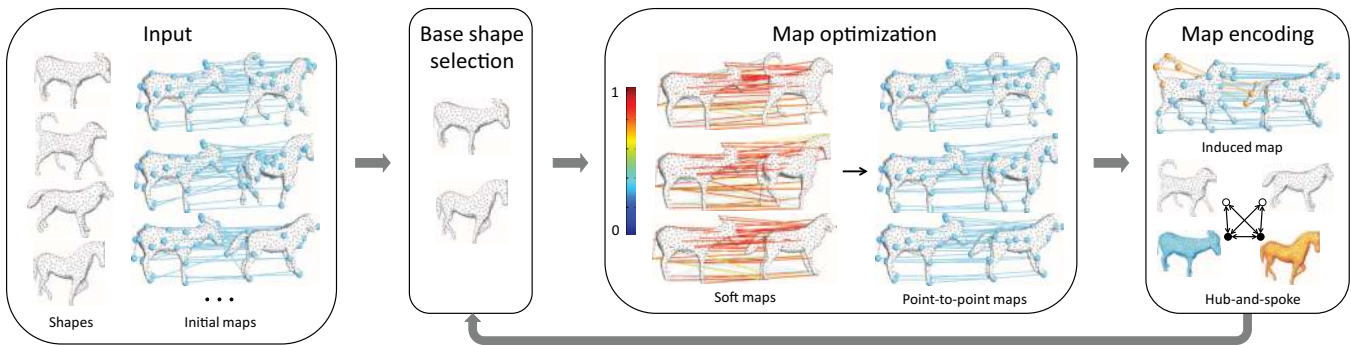 Input
Shapes
Initial maps
Base shape
selection
Map optimization
1
0
Soft maps
Point-to-point maps
Map encoding
Induced map
Hub-and-spoke